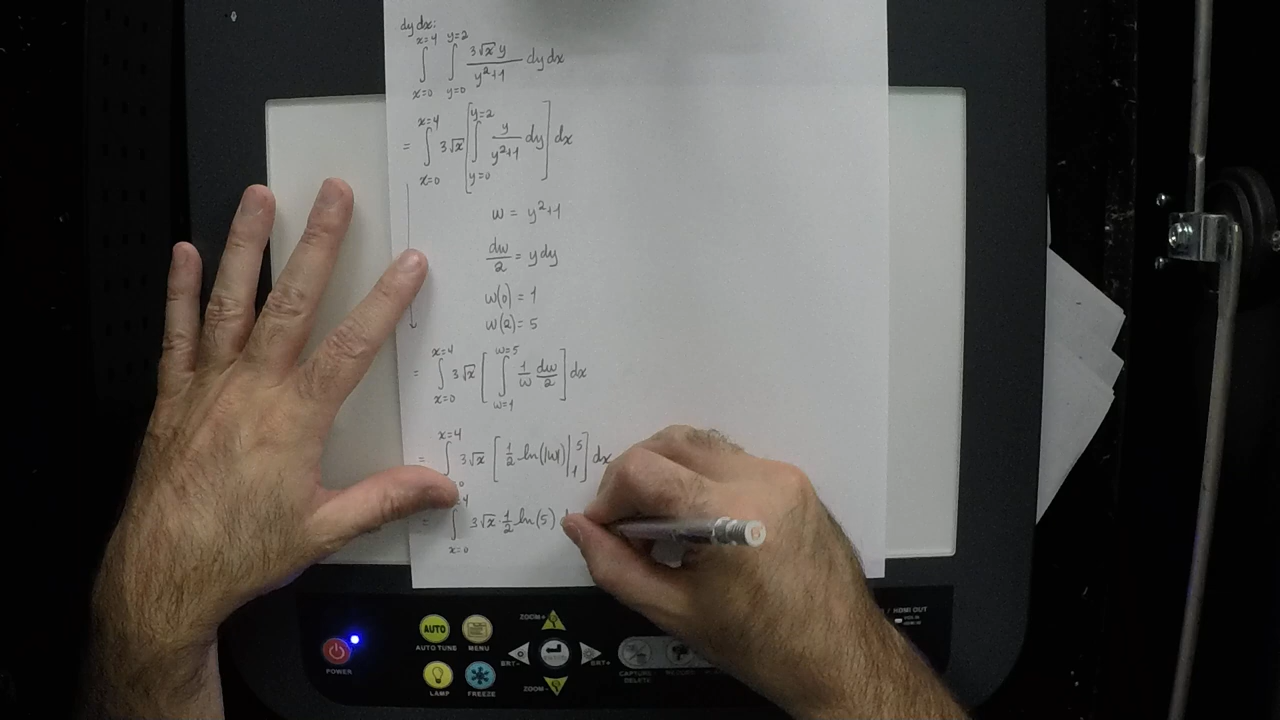 dy dx:
x=4 y=2
∫ ∫ 3√x y / y²+1 dy dx
x=0 y=0
x=4 y=2
= ∫ 3√x [ ∫ y / y²+1 dy ] dx
x=0 y=0
w = y²+1
dw/2 = y dy
w(0) = 1
w(2) = 5
x=4 w=5
= ∫ 3√x [ ∫ 1/w dw/2 ] dx
x=0 w=1
x=4
= ∫ 3√x [ 1/2 ln(|w|) | 5 1 ] dx
= ∫ 3√x · 1/2 ln(5)
x=0
AUTO
AUTO TUNE
MENU
ZOOM+
POWER
BRT-
BRT+
LAMP
FREEZE
ZOOM-
CAPTURE
DELETE
/ HDMI OUT